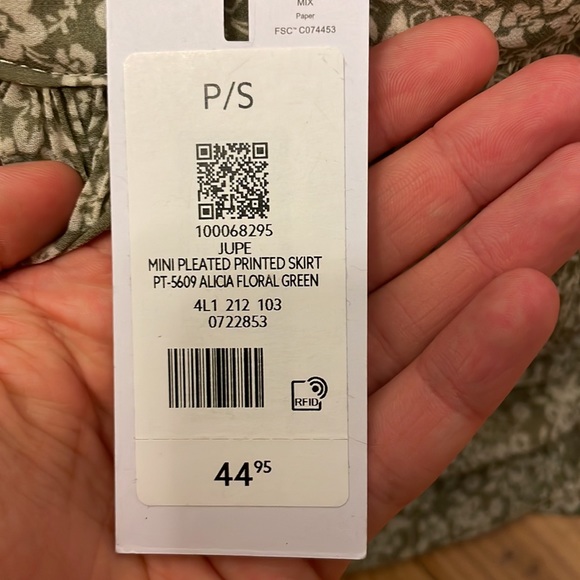 MIX
Paper
FSC™ C074453
P/S
100068295
JUPE
MINI PLEATED PRINTED SKIRT
PT-5609 ALICIA FLORAL GREEN
4L1 212 103
0722853
RFID
44 95